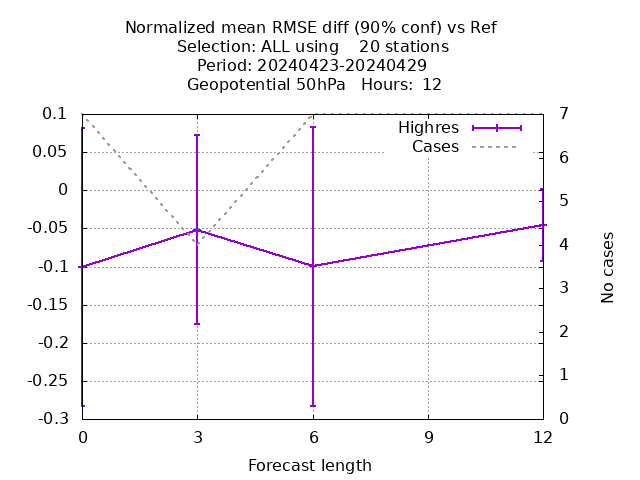 Normalized mean RMSE diff (90% conf) vs Ref
Selection: ALL using    20 stations
Period: 20240423-20240429
Geopotential 50hPa   Hours:  12
Highres
Cases
0.1
0.05
0
-0.05
-0.1
-0.15
-0.2
-0.25
-0.3
7
6
5
4
3
2
1
0
No cases
0 3 6 9 12
Forecast length